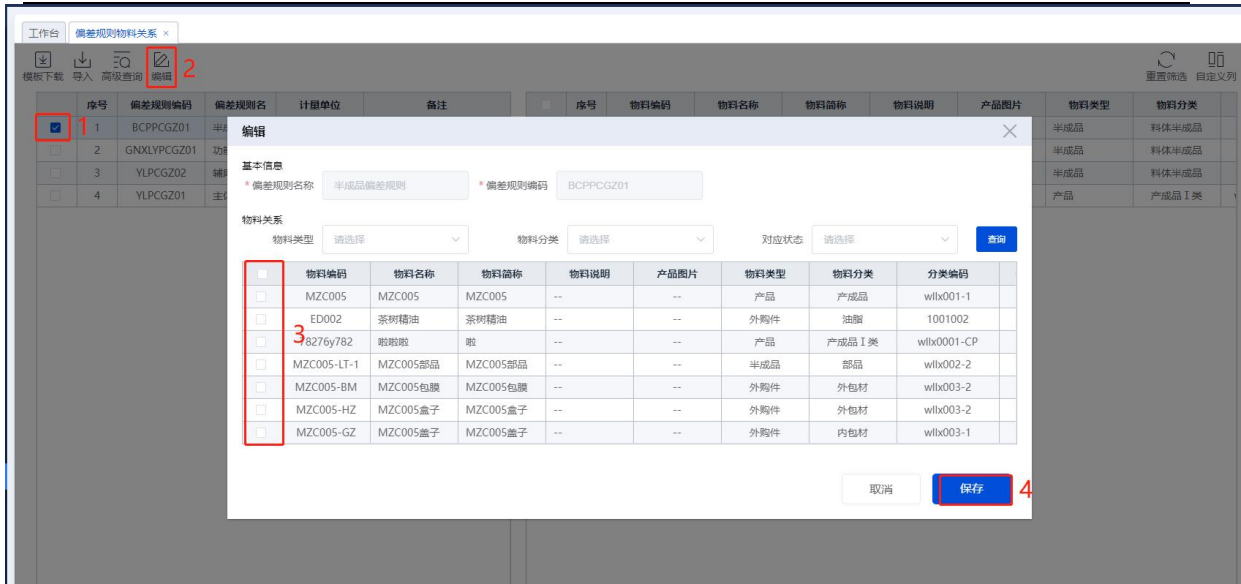 工作台 偏差规则物料关系 ×
模板下载 导入 高级查询 编辑 2 重置筛选 自定义列
序号 偏差规则编码 偏差规则名 计量单位 备注 序号 物料编码 物料名称 物料简称 物料说明 产品图片 物料类型 物料分类
1 1 BCPPCGZ01 半成 半成品 料体半成品
2 GNXLYPCGZ01 功能 半成品 料体半成品
3 YLPCGZ02 辅 半成品 料体半成品
4 YLPCGZ01 主 产品 产成品 I 类
编辑
基本信息
* 偏差规则名称 半成品偏差规则 * 偏差规则编码 BCPPCGZ01
物料关系
物料类型 请选择 物料分类 请选择 对应状态 请选择 查询
物料编码 物料名称 物料简称 物料说明 产品图片 物料类型 物料分类 分类编码
MZC005 MZC005 MZC005 -- -- 产品 产成品 wllx001-1
ED002 茶树精油 茶树精油 -- -- 外购件 油脂 1001002
3 8276y782 啦啦啦 啦 -- -- 产品 产成品 I 类 wllx0001-CP
MZC005-LT-1 MZC005部品 MZC005部品 -- -- 半成品 部品 wllx002-2
MZC005-BM MZC005包膜 MZC005包膜 -- -- 外购件 外包材 wllx003-2
MZC005-HZ MZC005盒子 MZC005盒子 -- -- 外购件 外包材 wllx003-2
MZC005-GZ MZC005盖子 MZC005盖子 -- -- 外购件 内包材 wllx003-1
取消 保存 4